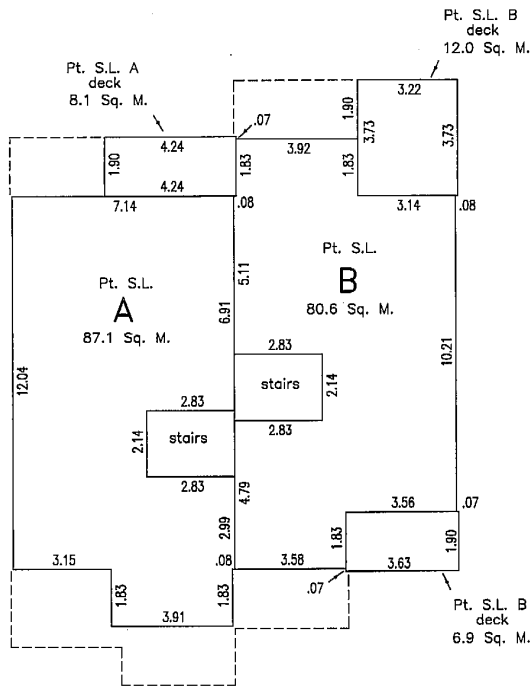 Pt. S.L. B
deck
12.0 Sq. M.
Pt. S.L. A
deck
8.1 Sq. M.
3.22
1.90
3.73
3.73
.07
4.24
3.92
1.90
1.83
1.83
4.24
7.14
.08
3.14
.08
Pt. S.L.
A
87.1 Sq. M.
Pt. S.L.
B
80.6 Sq. M.
5.11
6.91
12.04
10.21
2.83
stairs
2.14
2.83
2.83
stairs
2.14
2.83
4.79
2.99
3.56
.07
1.83
1.90
3.15
.08
3.58
3.63
.07
1.83
1.83
3.91
Pt. S.L. B
deck
6.9 Sq. M.